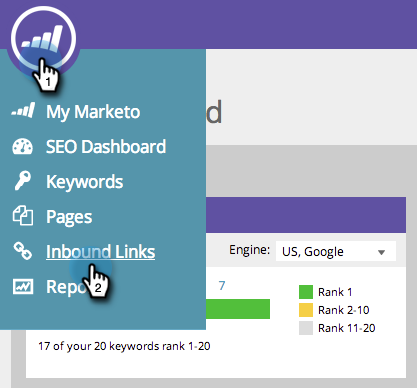 1
My Marketo
d
SEO Dashboard
Keywords
Pages
Inbound Links
2
Repo
Engine: US, Google
7
Rank 1
Rank 2-10
Rank 11-20
17 of your 20 keywords rank 1-20